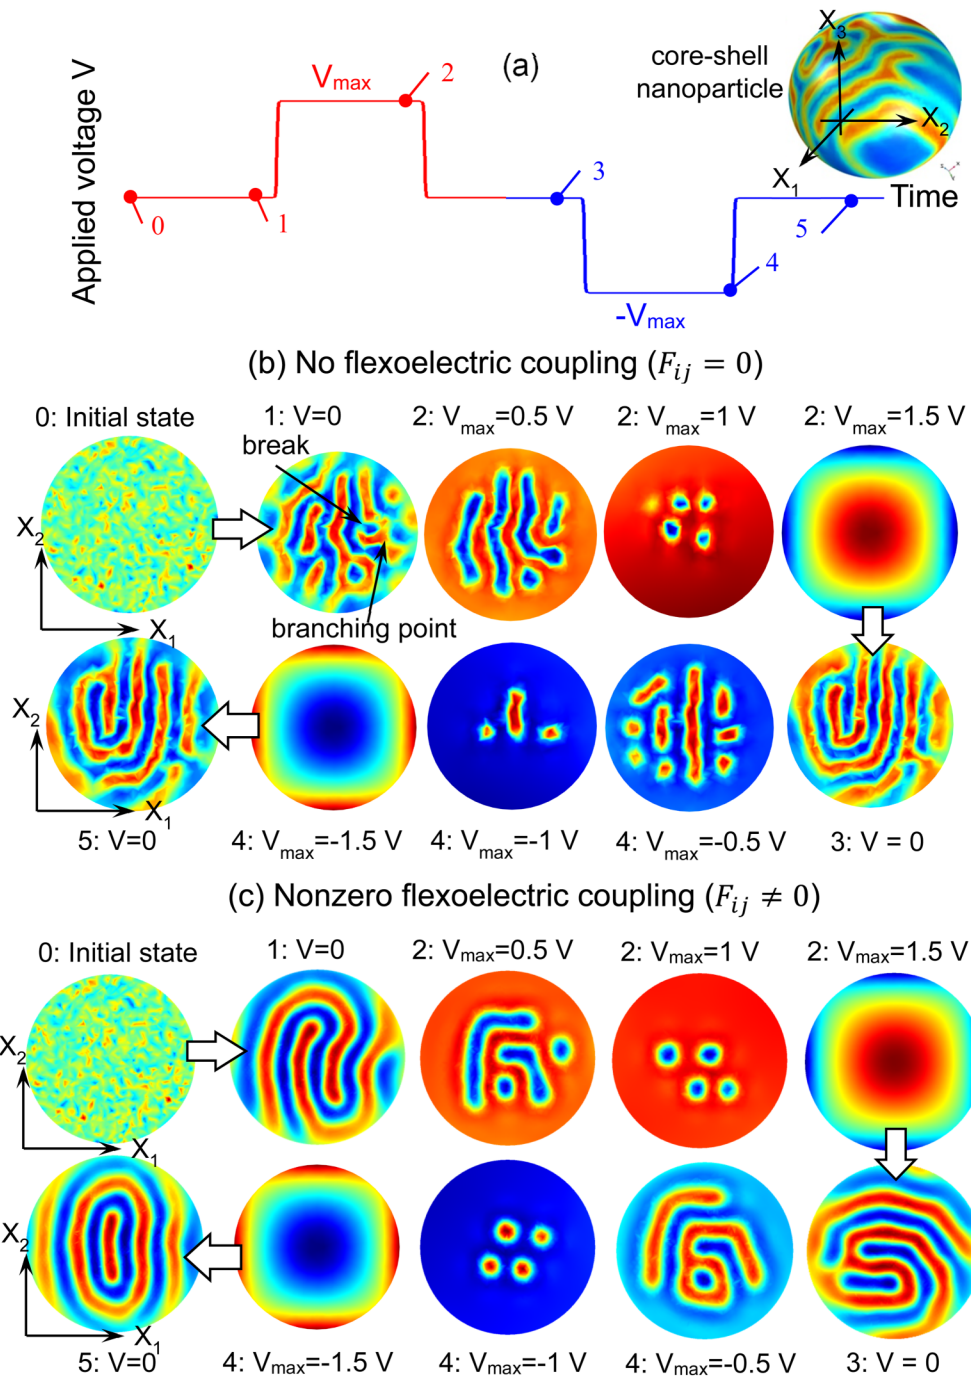 (a)
Applied voltage V
Vmax
2
core-shell
nanoparticle
X3
X2
X1
0
1
3
Time
5
4
-Vmax
(b) No flexoelectric coupling (Fij = 0)
0: Initial state
1: V=0
2: Vmax=0.5 V
2: Vmax=1 V
2: Vmax=1.5 V
break
X2
X1
branching point
X2
X1
5: V=0
4: Vmax=-1.5 V
4: Vmax=-1 V
4: Vmax=-0.5 V
3: V = 0
(c) Nonzero flexoelectric coupling (Fij ≠ 0)
0: Initial state
1: V=0
2: Vmax=0.5 V
2: Vmax=1 V
2: Vmax=1.5 V
X2
X1
X2
X1
5: V=0
4: Vmax=-1.5 V
4: Vmax=-1 V
4: Vmax=-0.5 V
3: V = 0